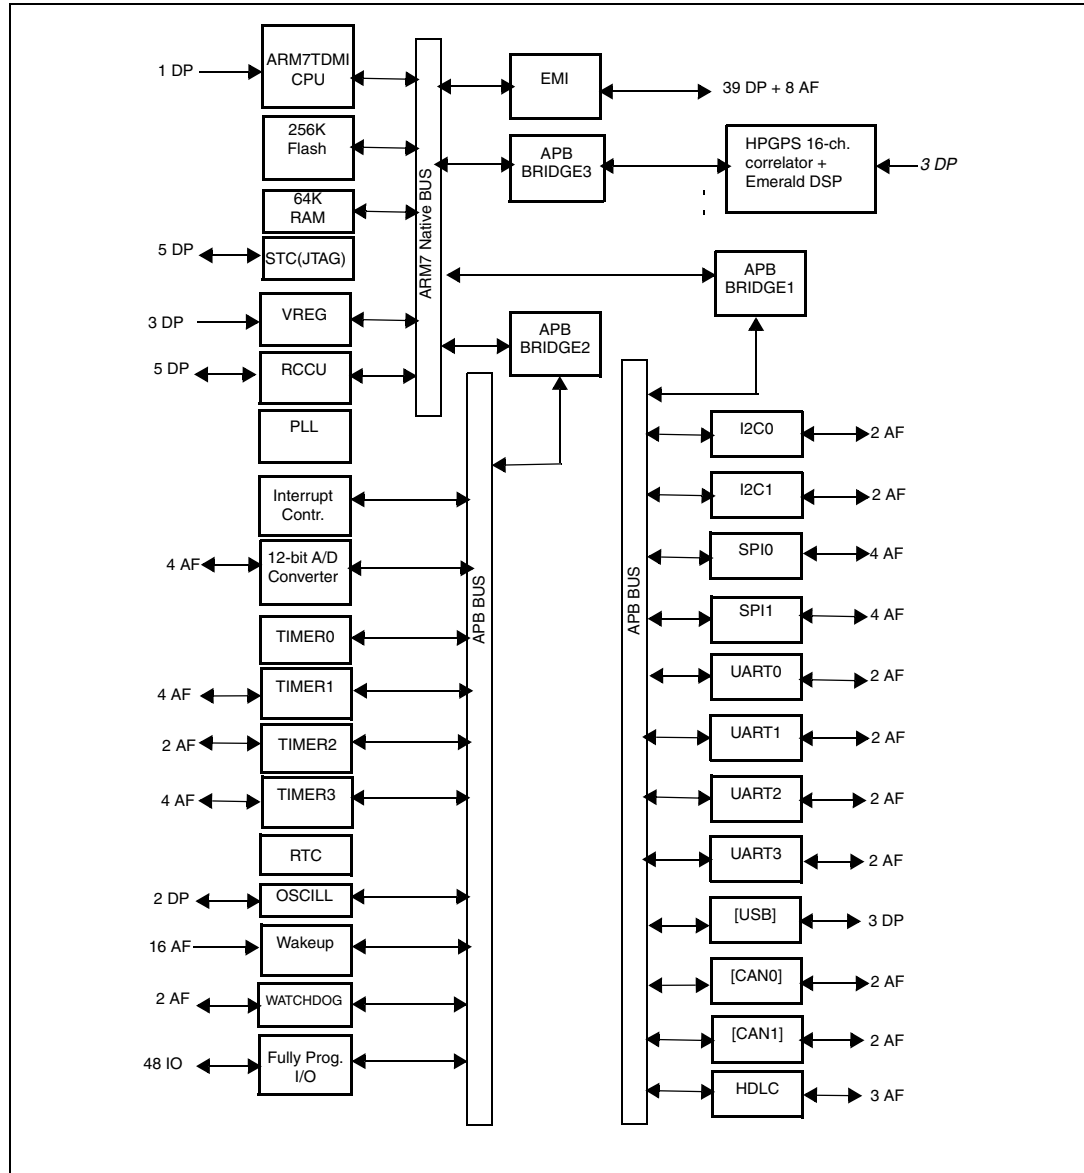 1 DP
ARM7TDMI
CPU
EMI
39 DP + 8 AF
256K
Flash
APB
BRIDGE3
HPGPS 16-ch.
correlator +
Emerald DSP
3 DP
64K
RAM
ARM7 Native BUS
5 DP
STC(JTAG)
APB
BRIDGE1
3 DP
VREG
APB
BRIDGE2
5 DP
RCCU
PLL
Interrupt
Contr.
4 AF
12-bit A/D
Converter
TIMER0
4 AF
TIMER1
2 AF
TIMER2
4 AF
TIMER3
RTC
2 DP
OSCILL
16 AF
Wakeup
2 AF
WATCHDOG
48 IO
Fully Prog.
I/O
APB BUS
APB BUS
I2C0
2 AF
I2C1
2 AF
SPI0
4 AF
SPI1
4 AF
UART0
2 AF
UART1
2 AF
UART2
2 AF
UART3
2 AF
[USB]
3 DP
[CAN0]
2 AF
[CAN1]
2 AF
HDLC
3 AF